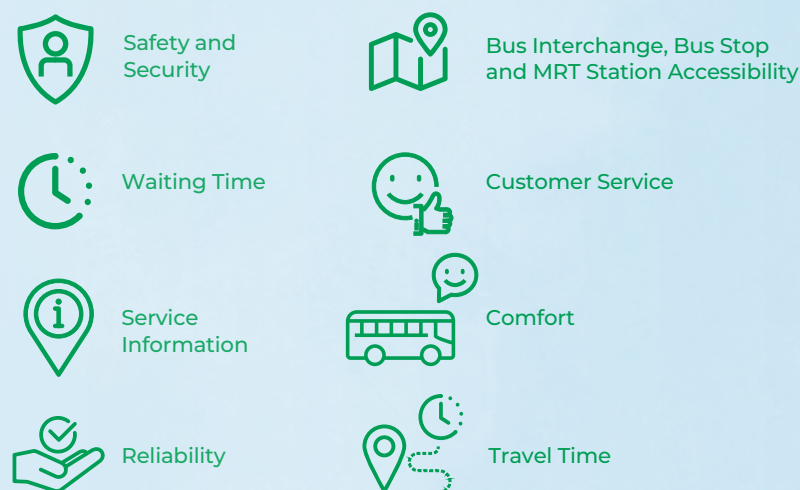 Safety and
Security
Bus Interchange, Bus Stop
and MRT Station Accessibility
Waiting Time
Customer Service
Service
Information
Comfort
Reliability
Travel Time